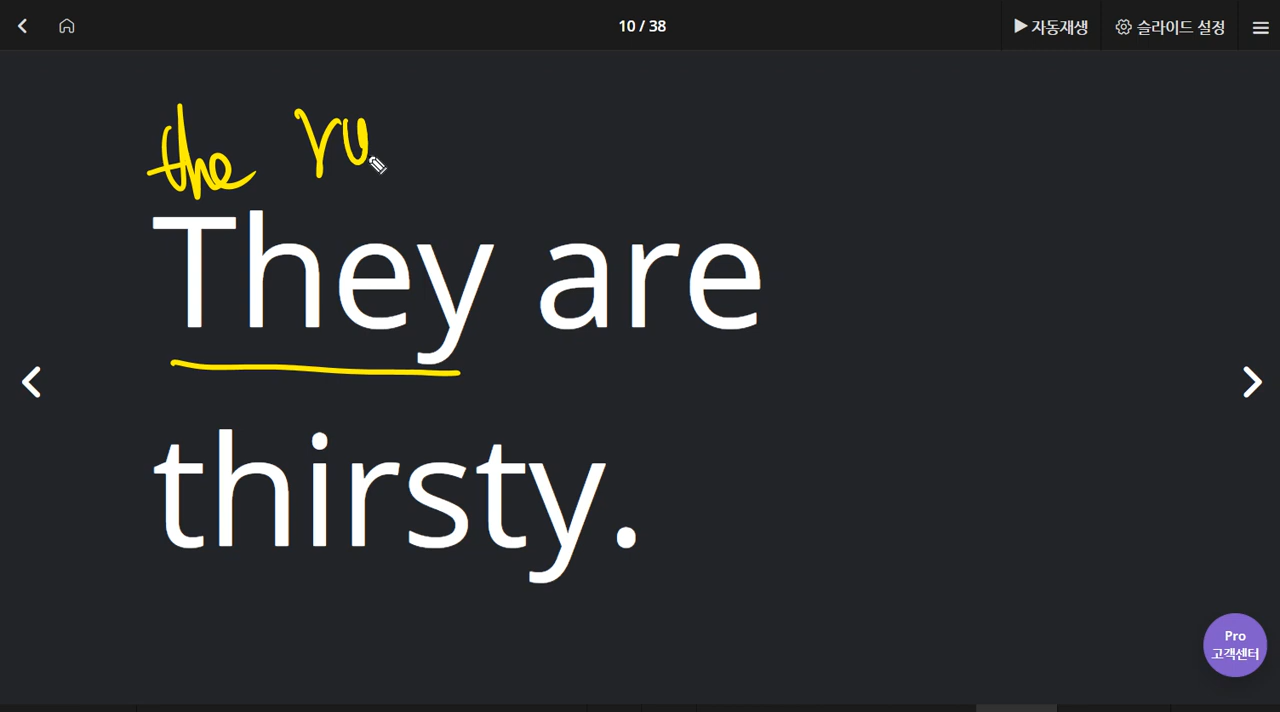 10 / 38
▶ 자동재생
슬라이드 설정
the
They are
thirsty.
Pro
고객센터